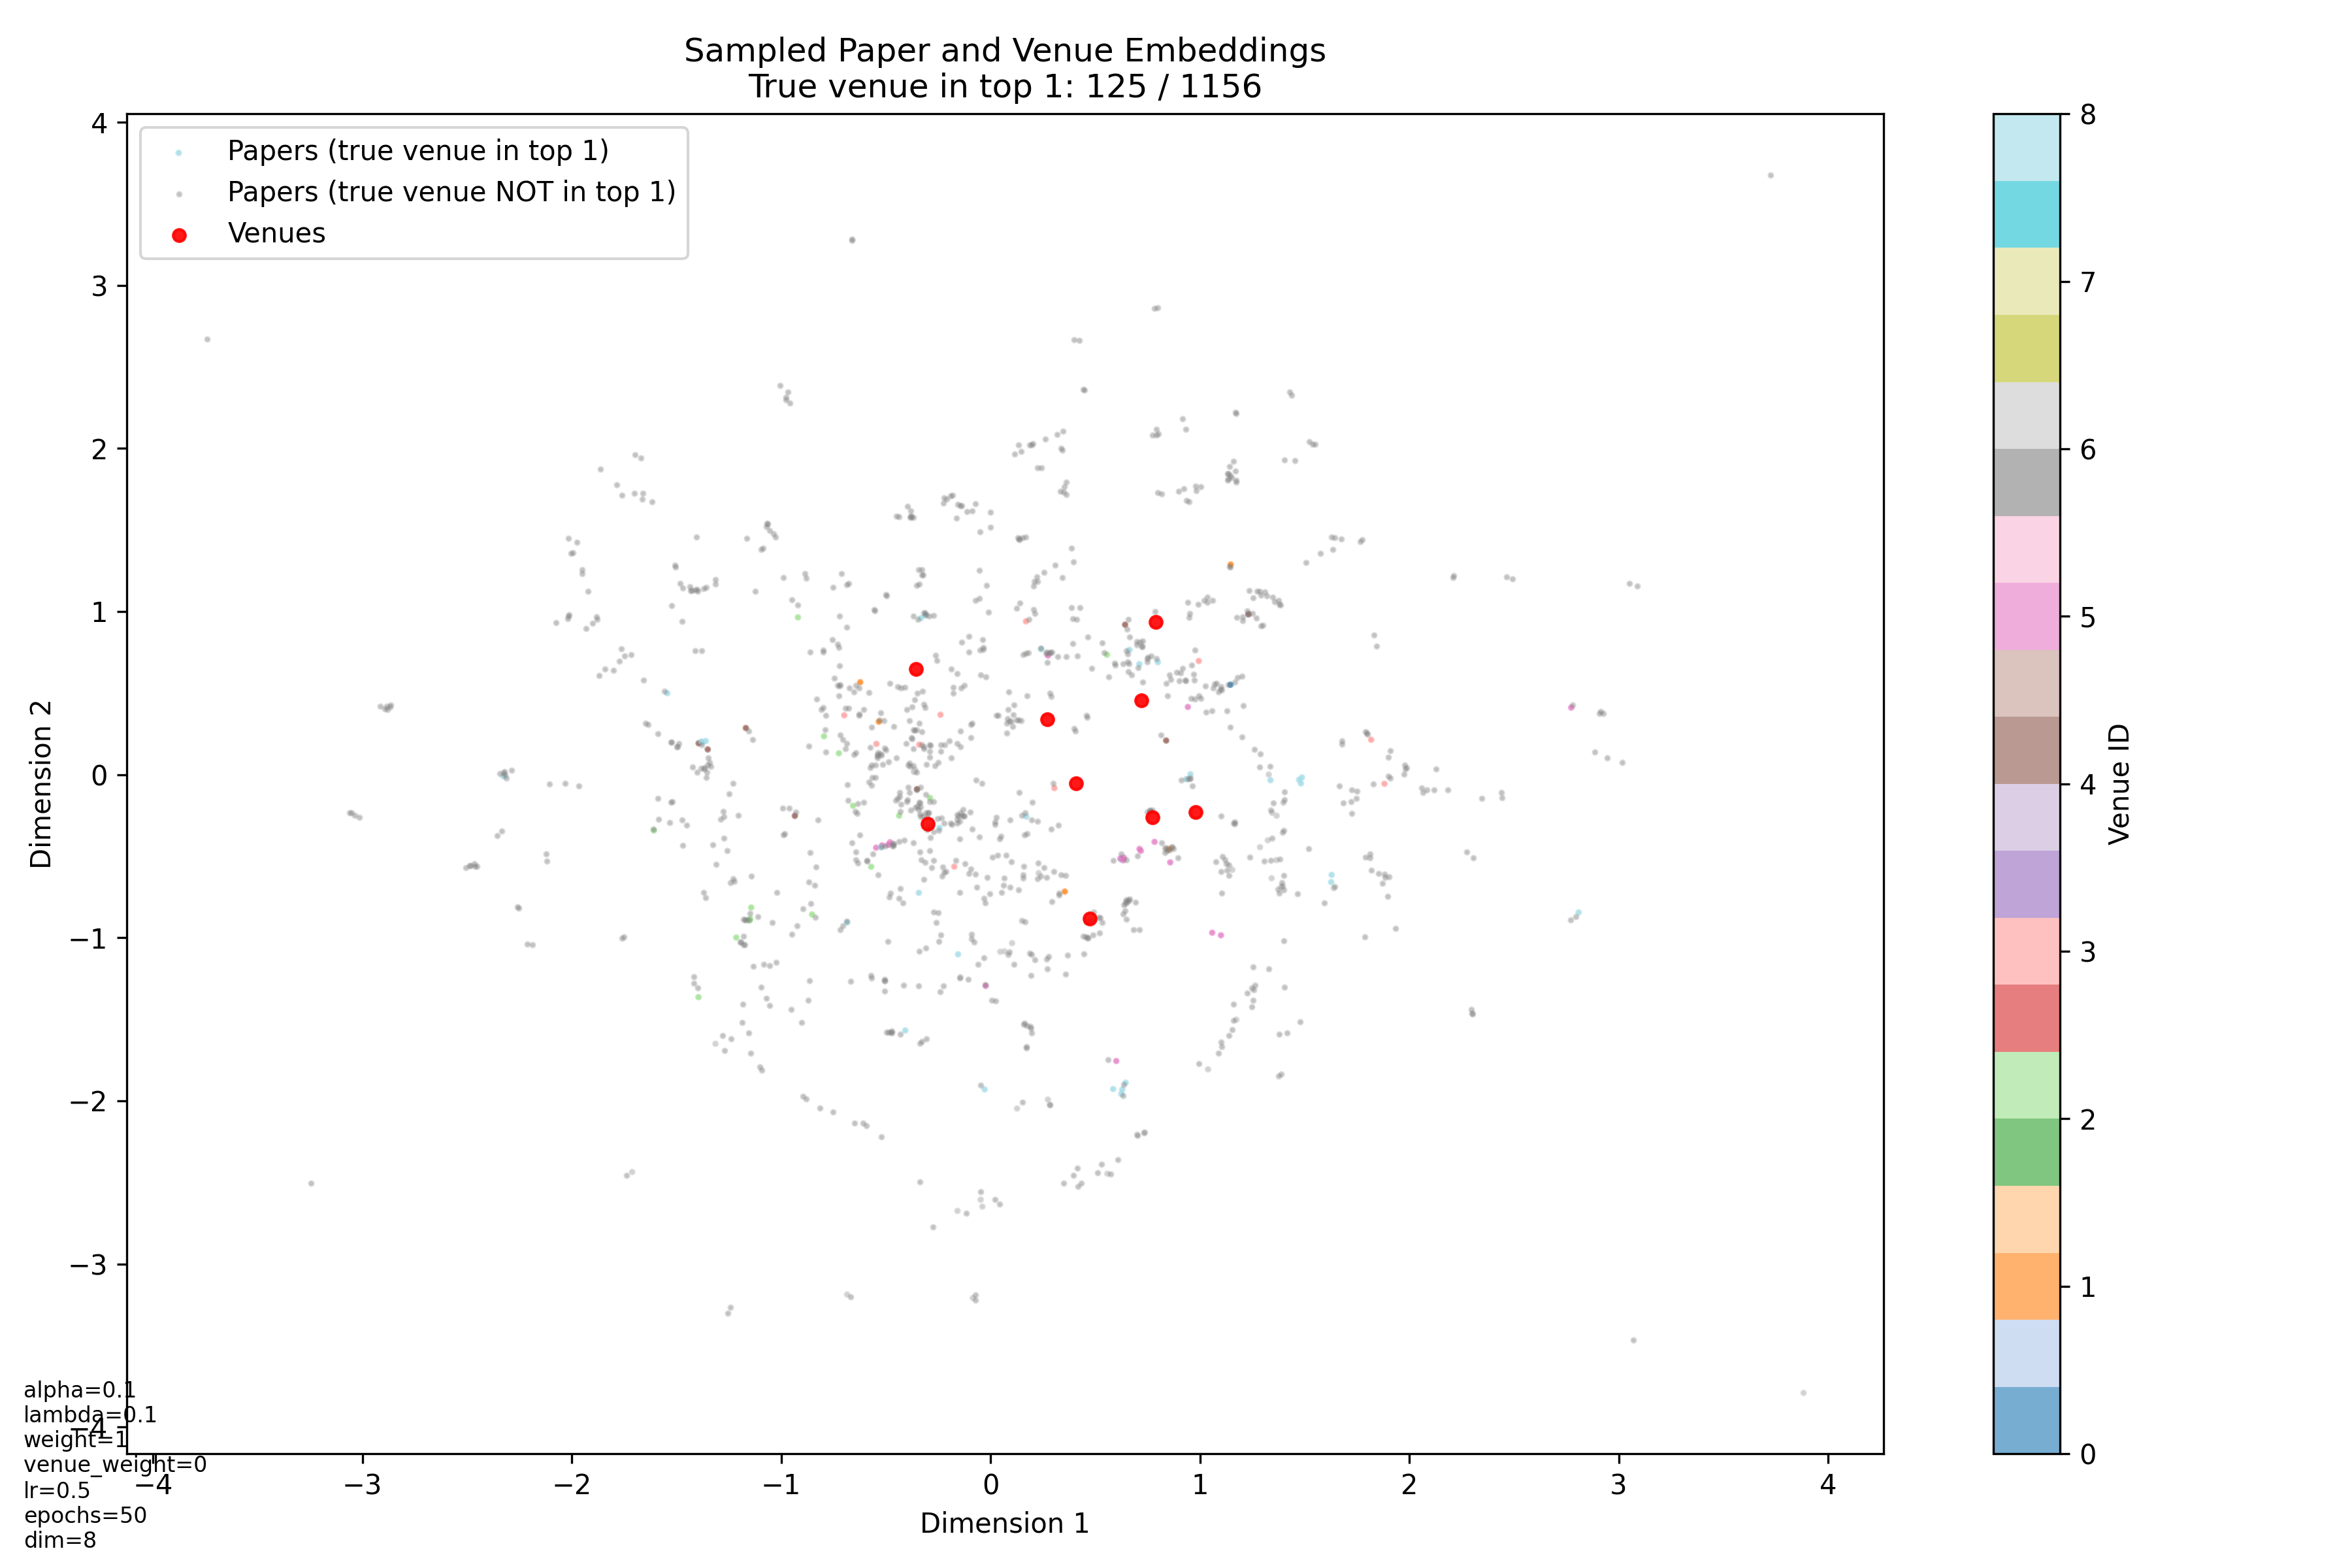 Sampled Paper and Venue Embeddings
True venue in top 1: 125 / 1156
Papers (true venue in top 1)
Papers (true venue NOT in top 1)
Venues
4
3
2
1
0
−1
−2
−3
−4
Dimension 2
−4
−3
−2
−1
0
1
2
3
4
Dimension 1
8
7
6
5
4
3
2
1
0
Venue ID
alpha=0.1
lambda=0.1
weight=1
venue_weight=0
lr=0.5
epochs=50
dim=8